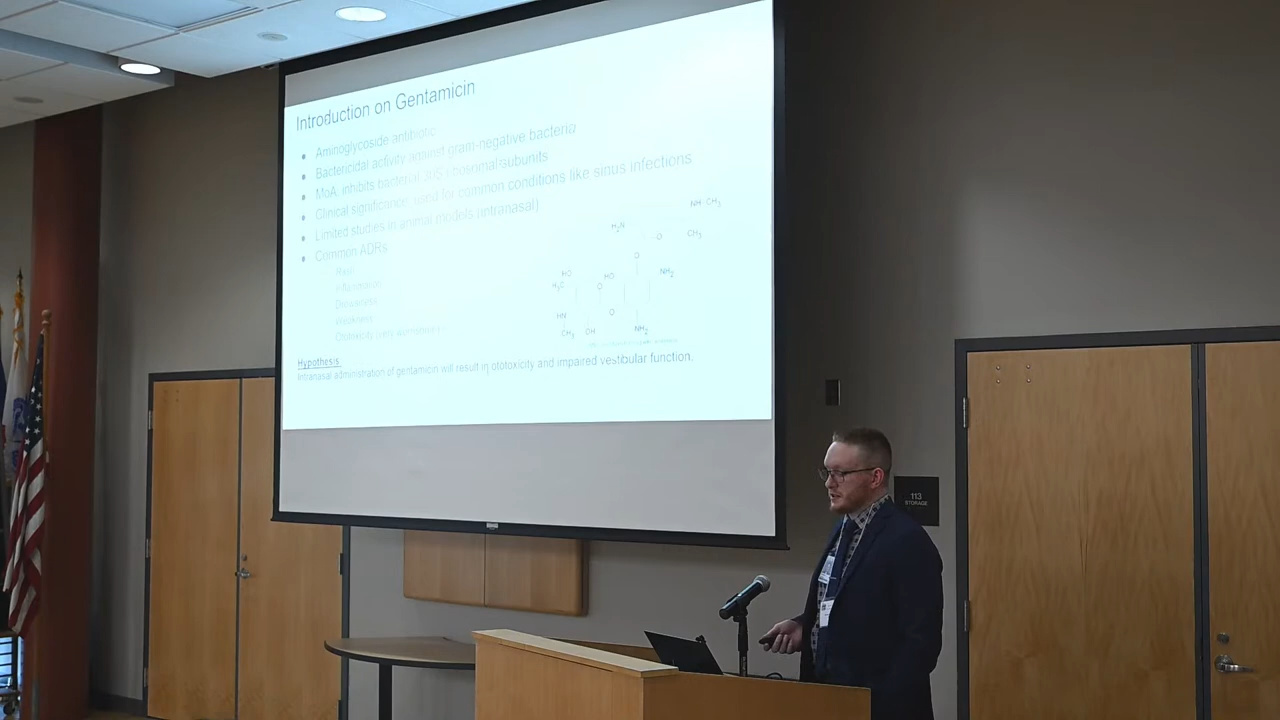 Introduction on Gentamicin
Aminoglycoside antibiotic
Bactericidal activity against gram-negative bacteria
MoA: inhibits bacterial 30S ribosomal subunits
Clinical significance: used for common conditions like sinus infections
Limited studies in animal models (intranasal)
Common ADRs
Inflammation
Drowsiness
Weakness
NH-CH₃
H₂N
O
CH₃
O
HO
HO
NH₂
H₃C
O
O
HN
CH₃
OH
NH₂
Hypothesis
Intranasal administration of gentamicin will result in ototoxicity and impaired vestibular function.
113
STORAGE